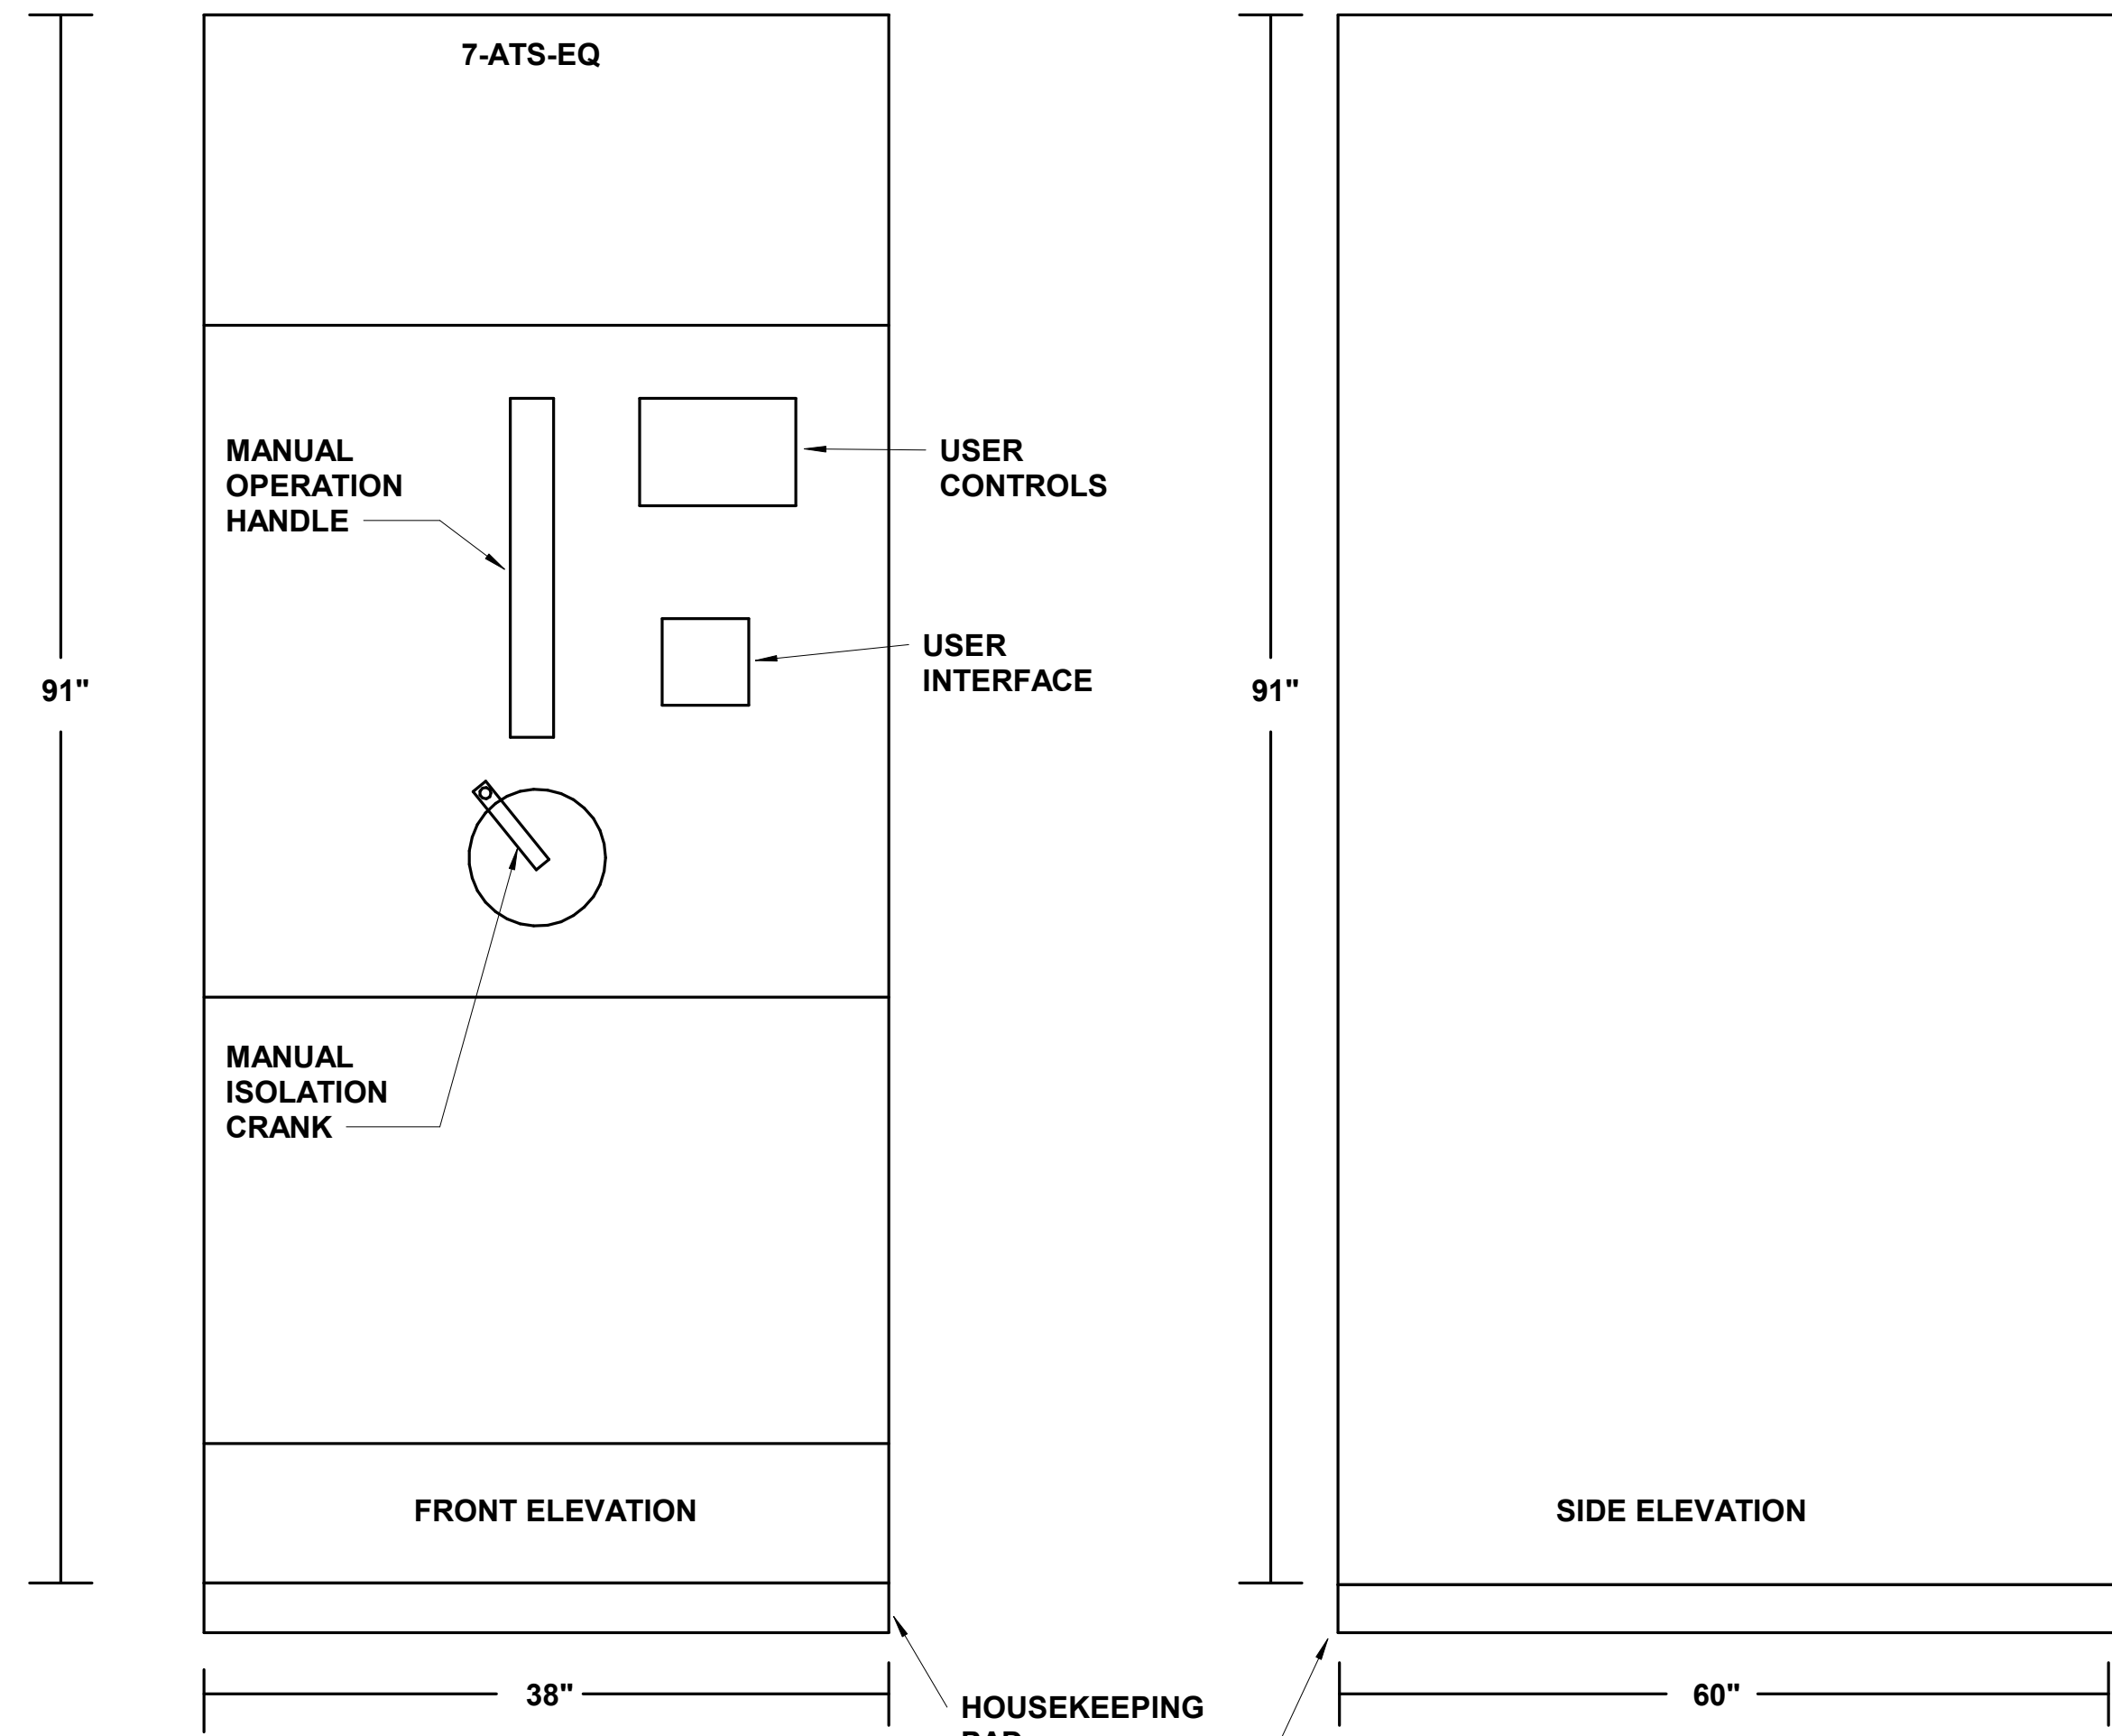 7-ATS-EQ
MANUAL
OPERATION
HANDLE
USER
CONTROLS
USER
INTERFACE
91"
91"
MANUAL
ISOLATION
CRANK
FRONT ELEVATION
SIDE ELEVATION
38"
60"
HOUSEKEEPING